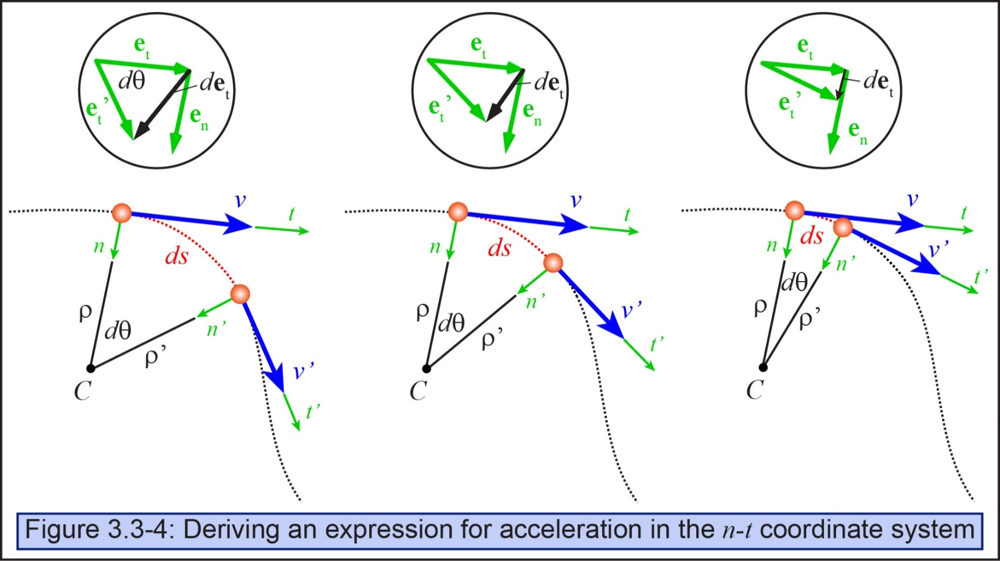 e_t
dθ
de_t
e_t’
e_n
e_t
de_t
e_t’
e_n
e_t
de_t
e_t’
e_n
v
t
n
ds
ρ
dθ
n’
ρ’
C
v’
t’
v
t
n
ds
ρ
dθ
n’
ρ’
C
v’
t’
v
t
n
ds
v’
n’
t’
dθ
ρ
ρ’
C
Figure 3.3-4: Deriving an expression for acceleration in the n-t coordinate system